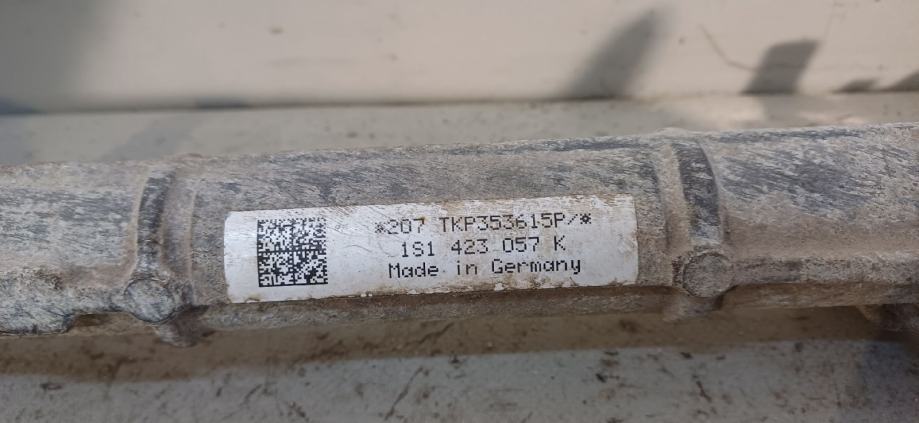 *207 TKP353615P/*
1S1 423 057 K
Made in Germany